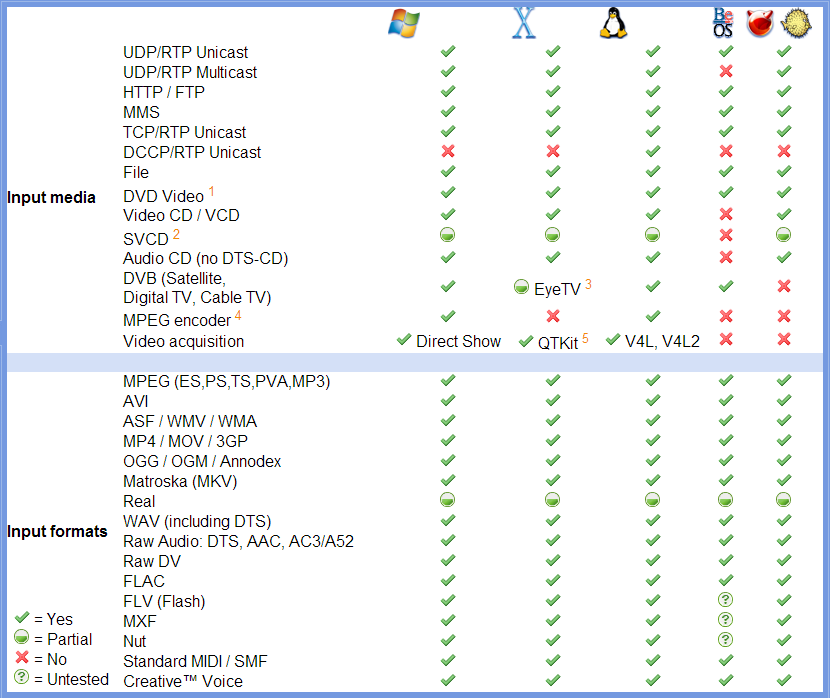 Be
OS
UDP/RTP Unicast
UDP/RTP Multicast
HTTP / FTP
MMS
TCP/RTP Unicast
DCCP/RTP Unicast
File
Input media
DVD Video 1
Video CD / VCD
SVCD 2
Audio CD (no DTS-CD)
DVB (Satellite,
Digital TV, Cable TV)
EyeTV 3
MPEG encoder 4
Video acquisition Direct Show QTKit 5 V4L, V4L2
MPEG (ES,PS,TS,PVA,MP3)
AVI
ASF / WMV / WMA
MP4 / MOV / 3GP
OGG / OGM / Annodex
Matroska (MKV)
Real
WAV (including DTS)
Input formats
Raw Audio: DTS, AAC, AC3/A52
Raw DV
FLAC
FLV (Flash)
MXF
Nut
Standard MIDI / SMF
Creative™ Voice
= Yes
= Partial
= No
? = Untested